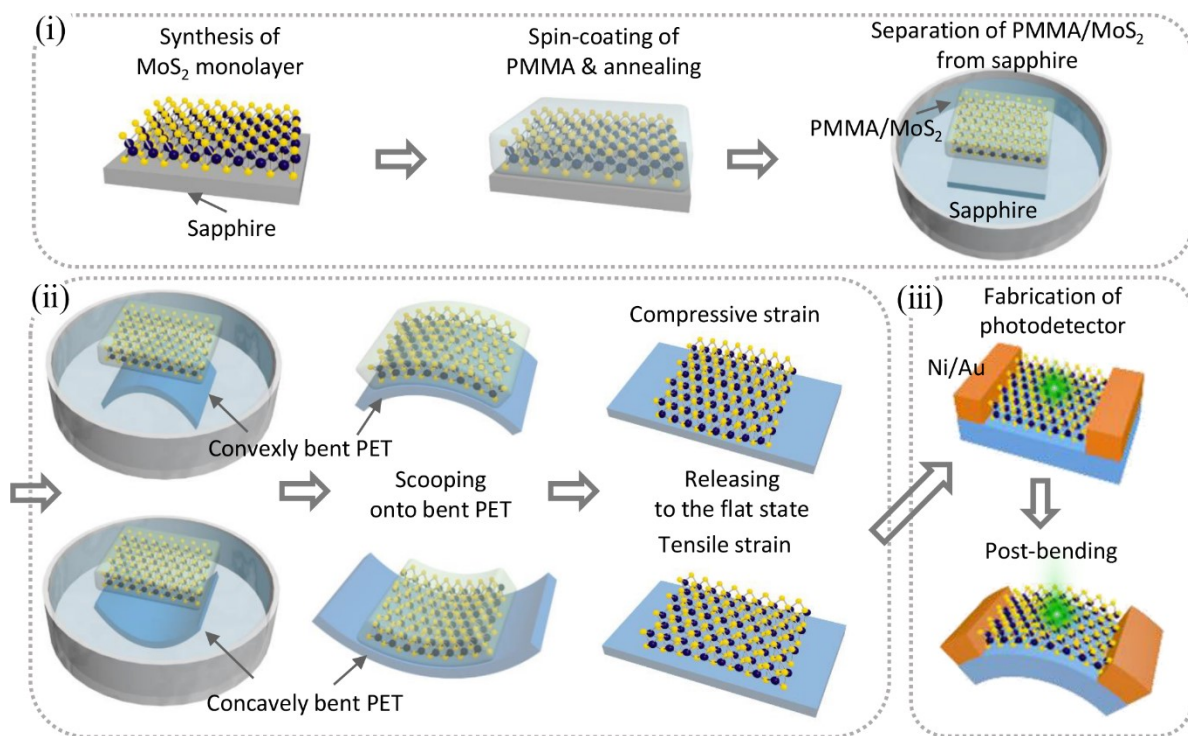 (i)
Synthesis of
MoS₂ monolayer
Sapphire
Spin-coating of
PMMA & annealing
Separation of PMMA/MoS₂
from sapphire
PMMA/MoS₂
Sapphire
(ii)
Convexly bent PET
Concavely bent PET
Scooping
onto bent PET
Compressive strain
Releasing
to the flat state
Tensile strain
(iii)
Fabrication of
photodetector
Ni/Au
Post-bending